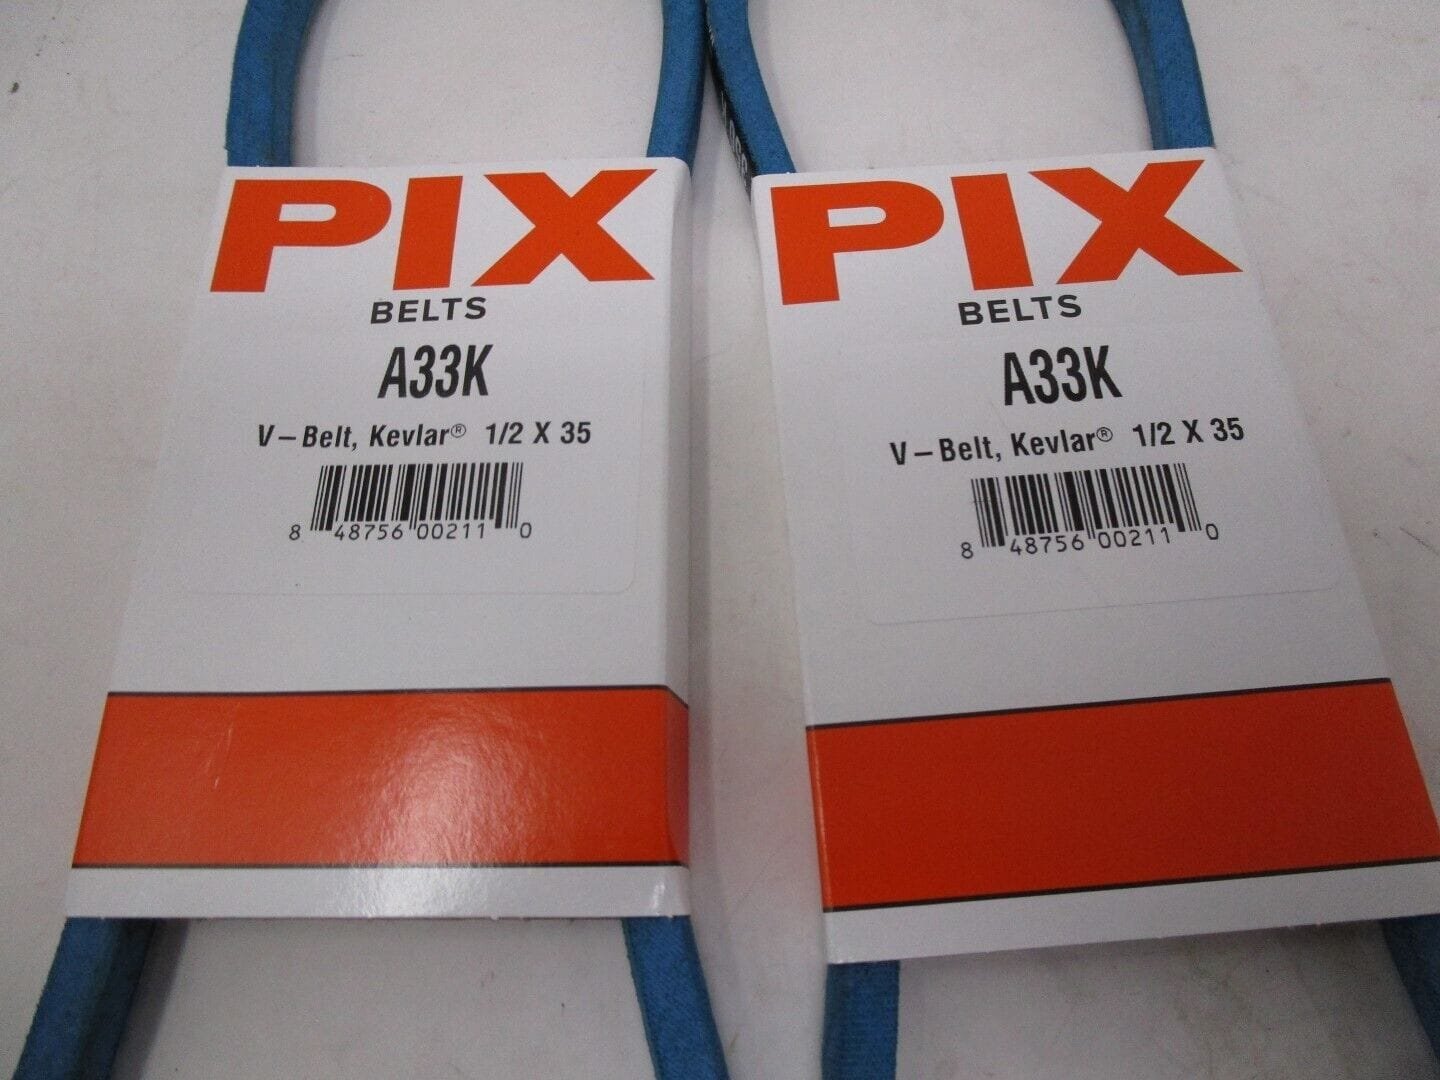 PIX
BELTS
A33K
V-Belt, Kevlar® 1/2 X 35
8 48756 00211 0
PIX
BELTS
A33K
V-Belt, Kevlar® 1/2 X 35
8 48756 00211 0